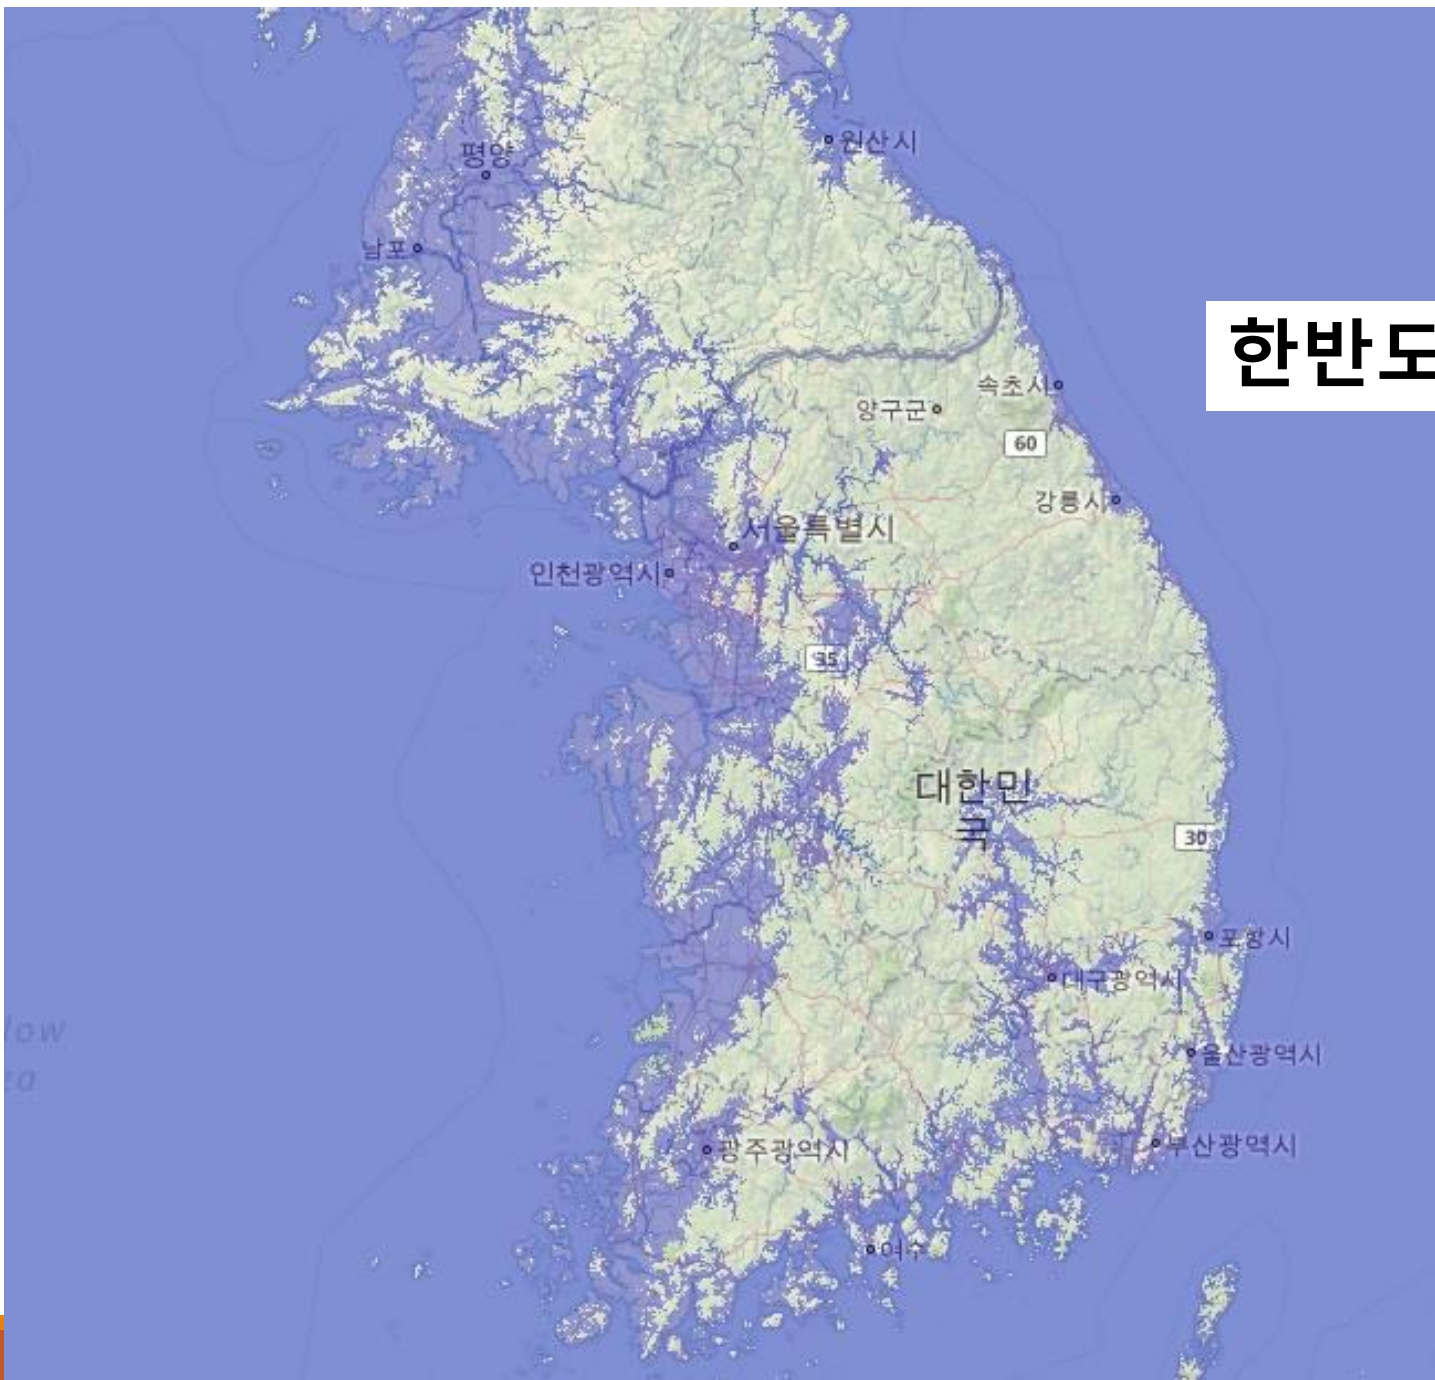 원산시
평양
남포
한반도
속초시
양구군
60
강릉시
서울특별시
인천광역시
35
대한민
국
30
포항시
대구광역시
울산광역시
광주광역시
부산광역시
여수